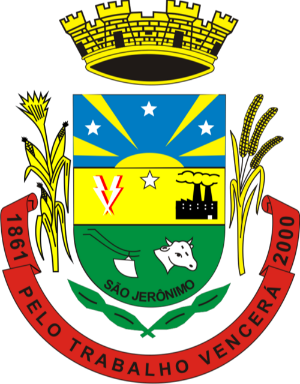 SÃO JERÔNIMO
1861 PELO TRABALHO VENCERÁ 2000